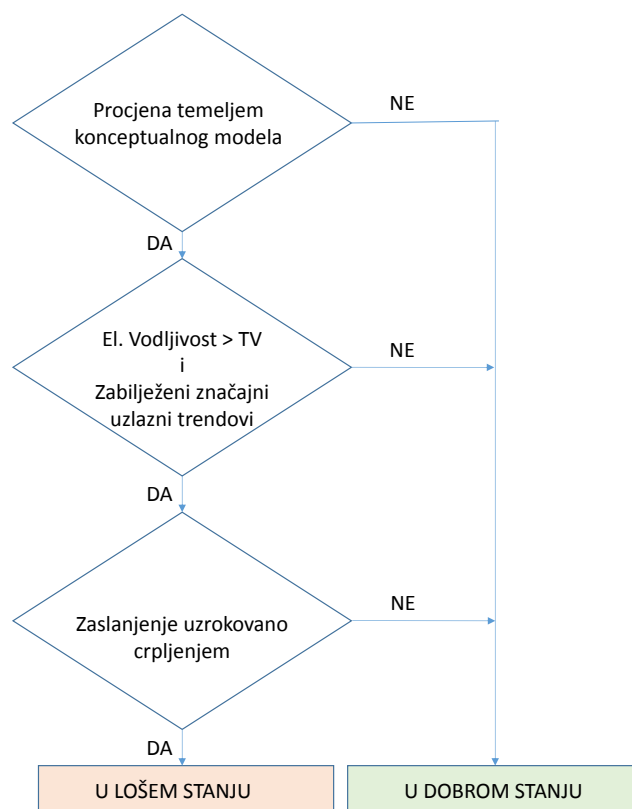 Procjena temeljem
konceptualnog modela
NE
DA
El. Vodljivost > TV
i
Zabilježeni značajni
uzlazni trendovi
NE
DA
Zaslanjenje uzrokovano
crpljenjem
NE
DA
U LOŠEM STANJU
U DOBROM STANJU